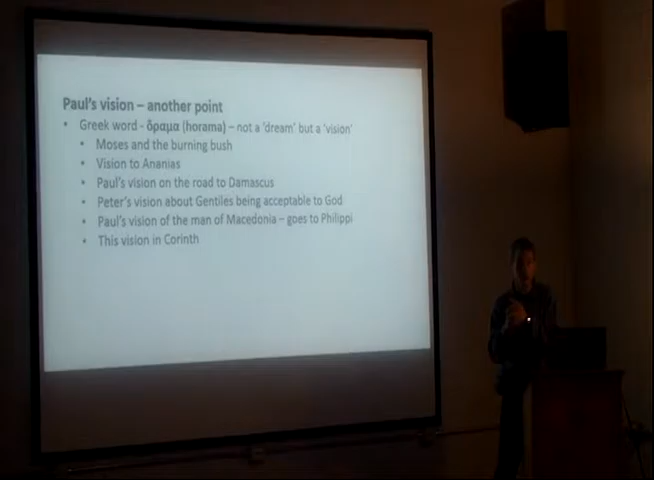 Paul's vision – another point
• Greek word - ὅραμα (horama) – not a 'dream' but a 'vision'
• Moses and the burning bush
• Vision to Ananias
• Paul's vision on the road to Damascus
• Peter's vision about Gentiles being acceptable to God
• Paul's vision of the man of Macedonia – goes to Philippi
• This vision in Corinth